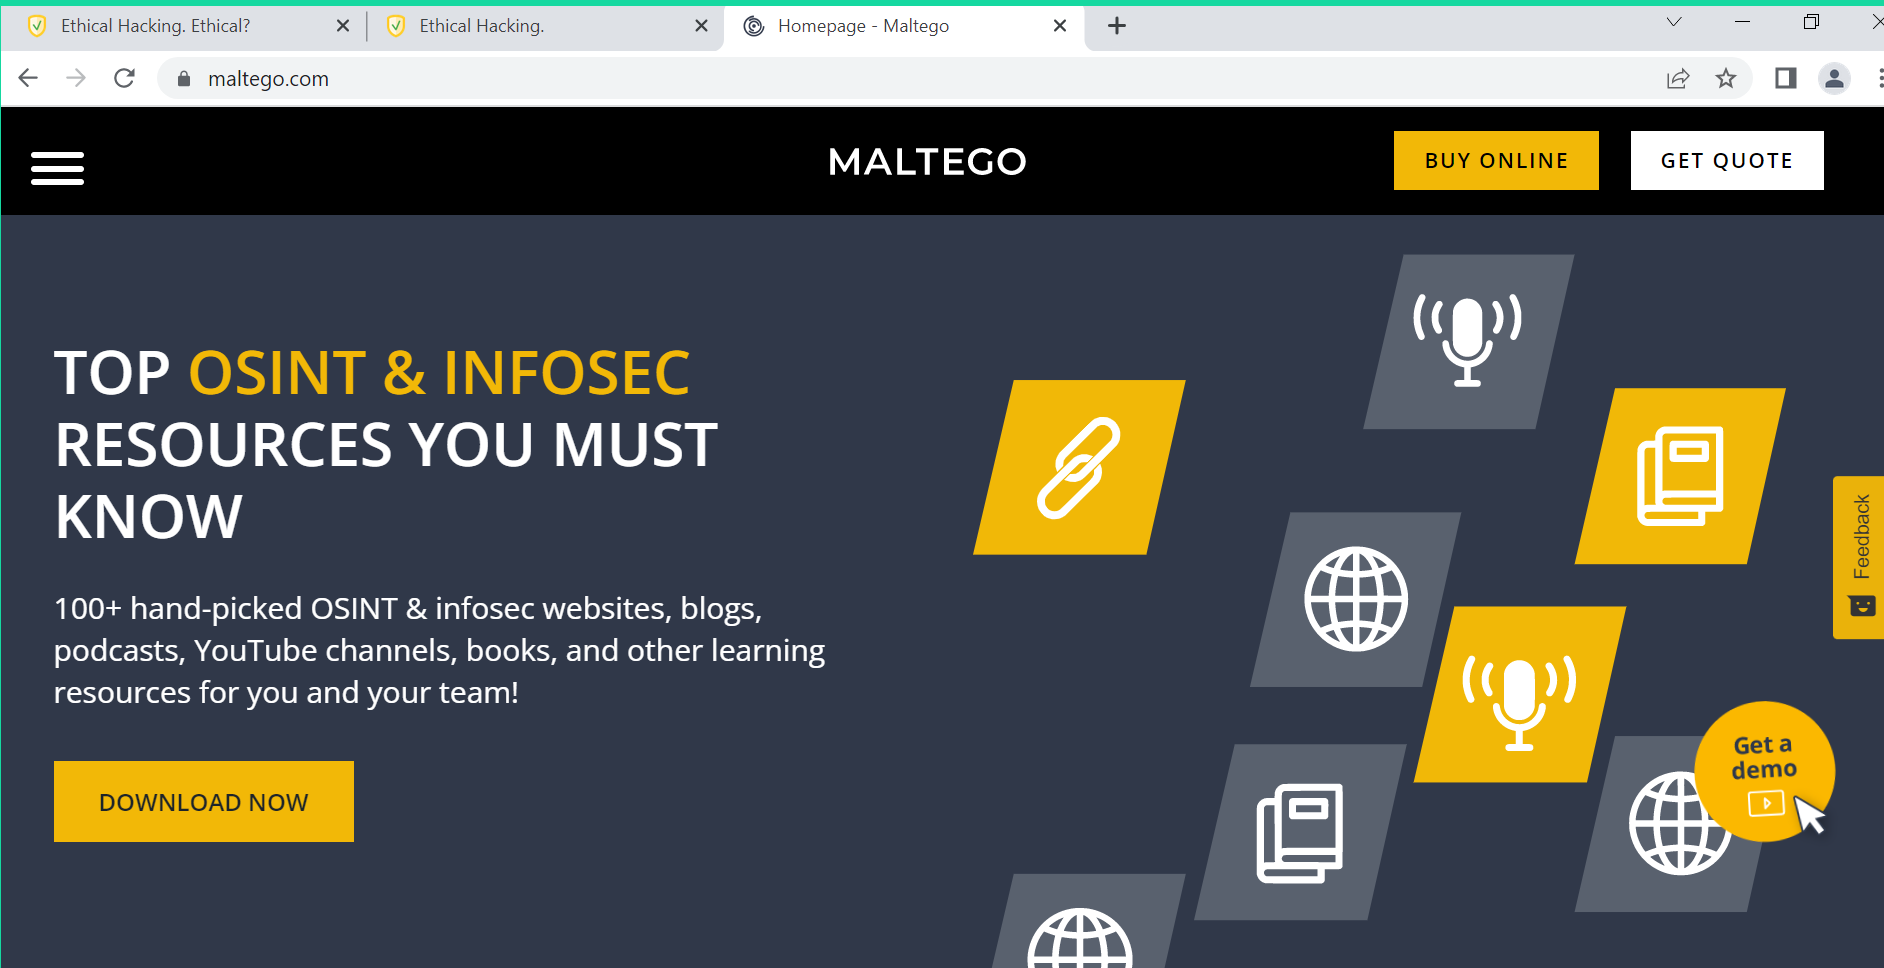 Ethical Hacking. Ethical?
Ethical Hacking.
Homepage - Maltego
maltego.com
MALTEGO
BUY ONLINE
GET QUOTE
TOP OSINT & INFOSEC
RESOURCES YOU MUST
KNOW
100+ hand-picked OSINT & infosec websites, blogs,
podcasts, YouTube channels, books, and other learning
resources for you and your team!
DOWNLOAD NOW
Feedback
Get a
demo